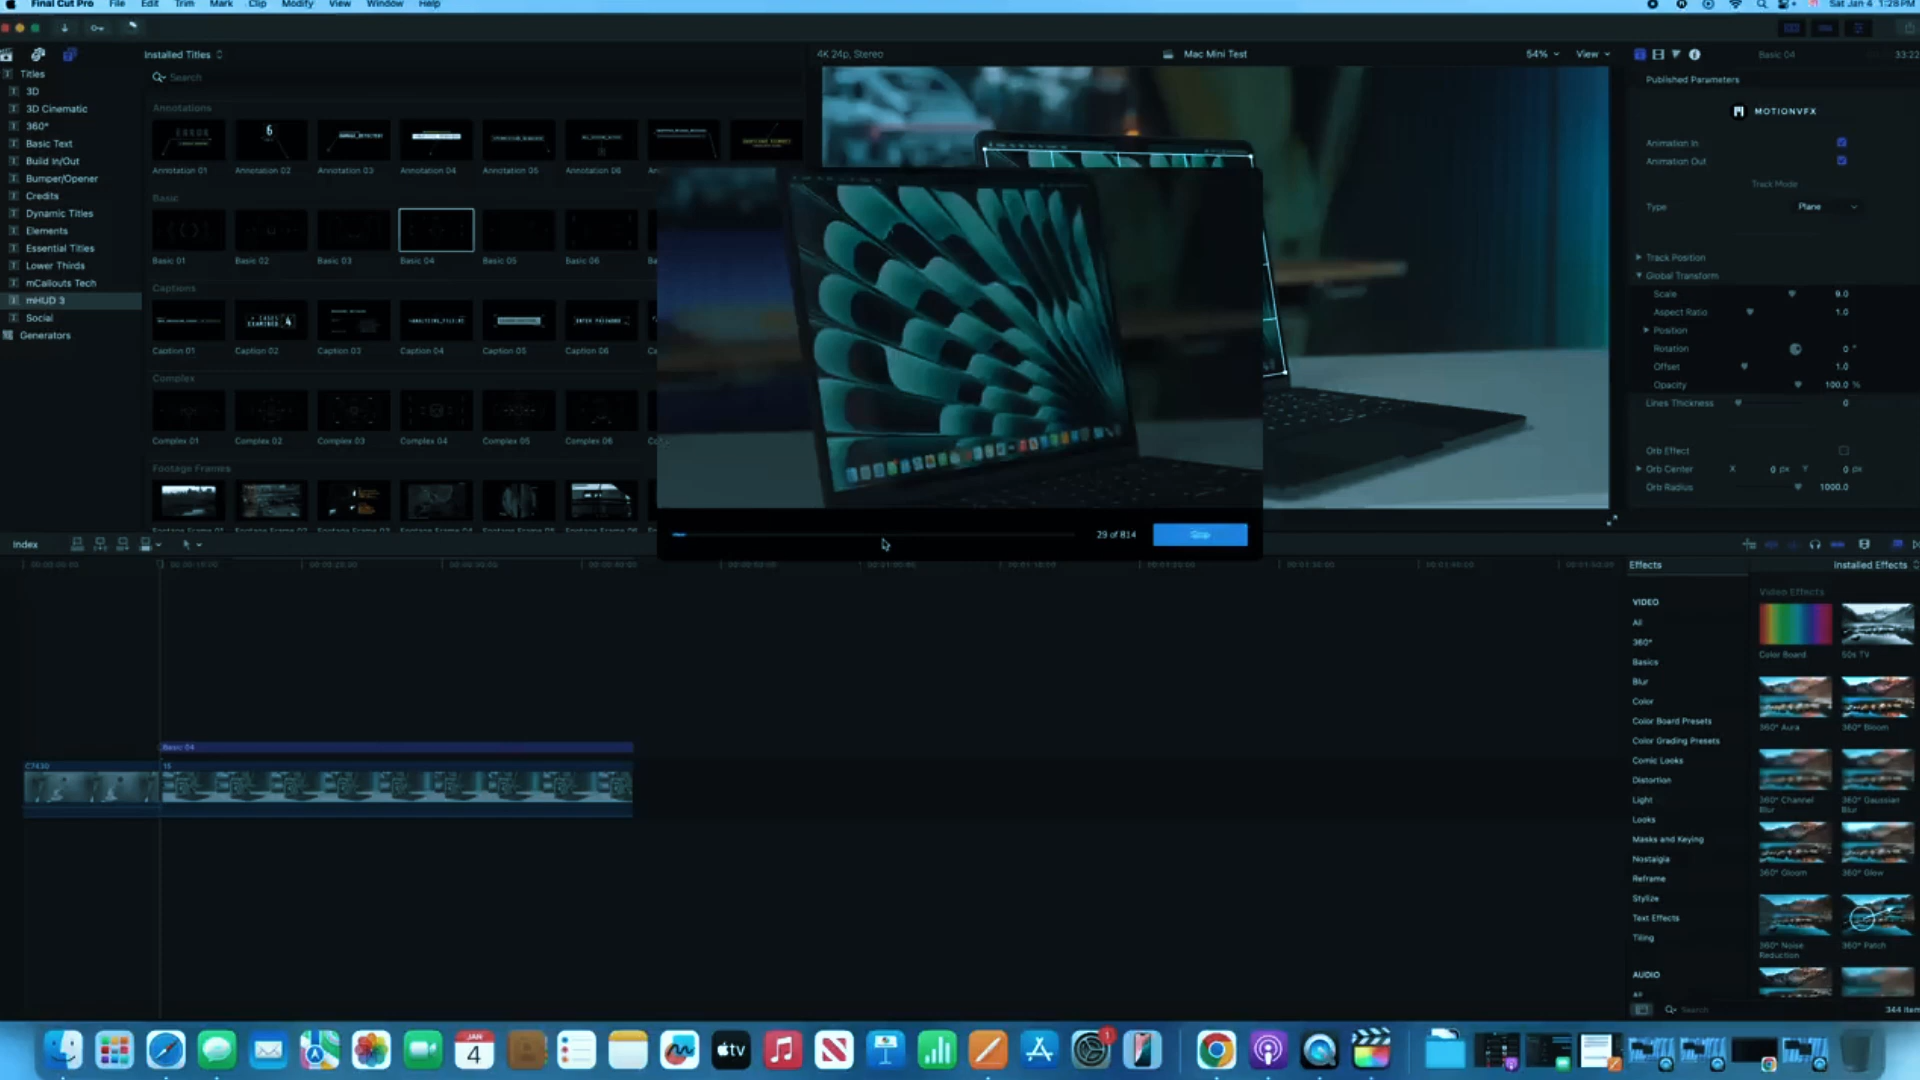 Final Cut Pro File Edit Trim Mark Clip Modify View Window Help
Sat Jan 4 1:28 PM
Installed Titles
4K 24p, Stereo
Mac Mini Test
54%
View
Basic 04
33:22
Titles
3D
3D Cinematic
360°
Basic Text
Build In/Out
Bumper/Opener
Credits
Dynamic Titles
Elements
Essential Titles
Lower Thirds
mCallouts Tech
mHUD 3
Social
Generators
Search
Annotations
Annotation 01 Annotation 02 Annotation 03 Annotation 04 Annotation 05 Annotation 06
Basic
Basic 01 Basic 02 Basic 03 Basic 04 Basic 05 Basic 06
Captions
Caption 01 Caption 02 Caption 03 Caption 04 Caption 05 Caption 06
Complex
Complex 01 Complex 02 Complex 03 Complex 04 Complex 05 Complex 06
Footage Frames
29 of 814
Published Parameters
MOTIONVFX
Animation In
Animation Out
Track Mode
Type Plane
Track Position
Global Transform
Scale 9.0
Aspect Ratio 1.0
Position
Rotation 0 °
Offset 1.0
Opacity 100.0 %
Lines Thickness 0
Orb Effect
Orb Center X 0 px Y 0 px
Orb Radius 1000.0
Index
Basic 04
C7430
15
Effects
Installed Effects
VIDEO
All
360°
Basics
Blur
Color
Color Board Presets
Color Grading Presets
Comic Looks
Distortion
Light
Looks
Masks and Keying
Nostalgia
Reframe
Stylize
Text Effects
Tiling
AUDIO
All
Video Effects
Color Board 50s TV
360° Aura 360° Bloom
360° Channel Blur 360° Gaussian Blur
360° Gloom 360° Glow
360° Noise Reduction 360° Patch
Search
JAN
4
tv
1